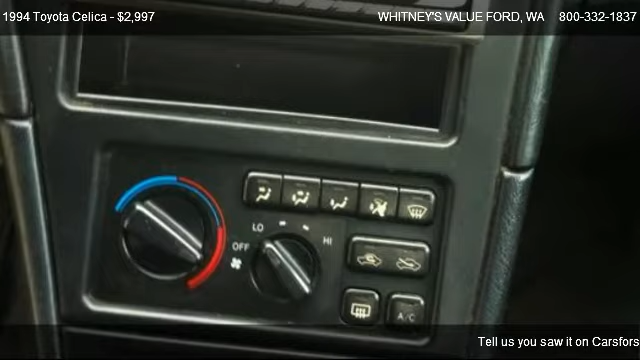 1994 Toyota Celica - $2,997
WHITNEY'S VALUE FORD, WA 800-332-1837
LO
HI
OFF
A/C
Tell us you saw it on Carsfors